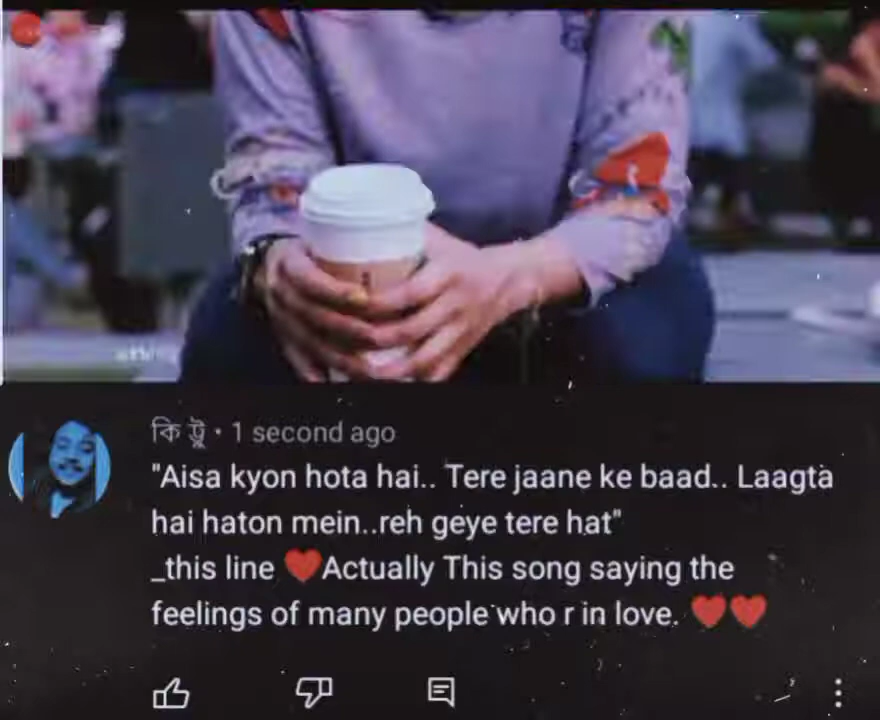 কি ট্টু · 1 second ago
"Aisa kyon hota hai.. Tere jaane ke baad.. Laagta
hai haton mein..reh geye tere hat"
_this line ❤️Actually This song saying the
feelings of many people who r in love. ❤️❤️